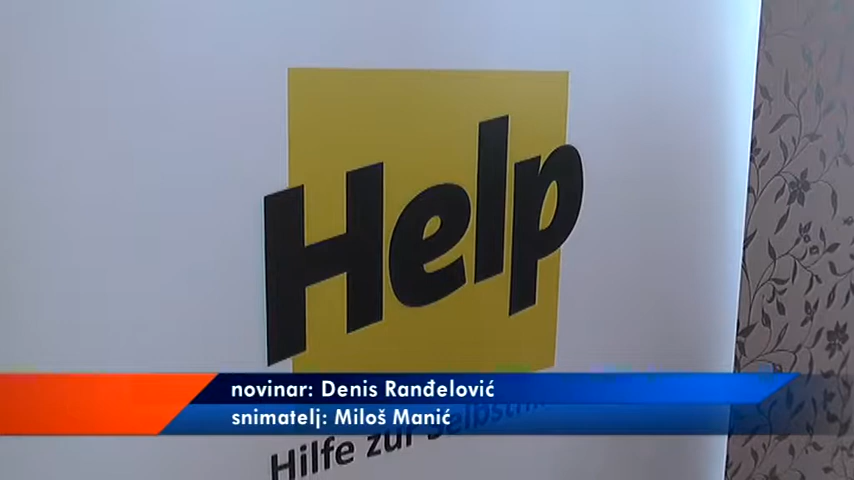 Help
novinar: Denis Ranđelović
snimatelj: Miloš Manić
Hilfe zur